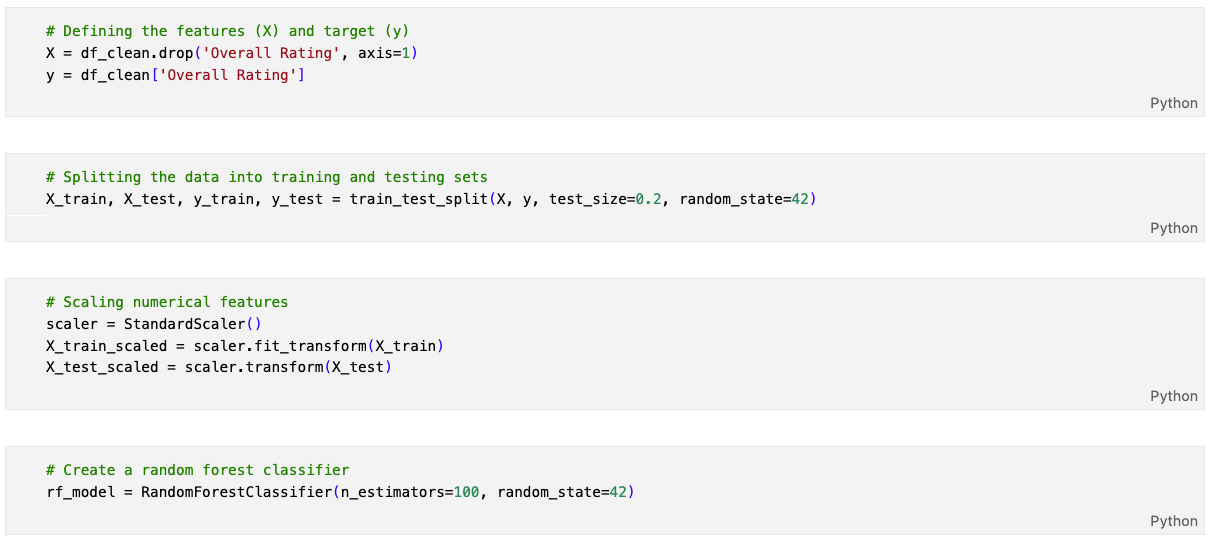 # Defining the features (X) and target (y)
X = df_clean.drop('Overall Rating', axis=1)
y = df_clean['Overall Rating']
Python
# Splitting the data into training and testing sets
X_train, X_test, y_train, y_test = train_test_split(X, y, test_size=0.2, random_state=42)
Python
# Scaling numerical features
scaler = StandardScaler()
X_train_scaled = scaler.fit_transform(X_train)
X_test_scaled = scaler.transform(X_test)
Python
# Create a random forest classifier
rf_model = RandomForestClassifier(n_estimators=100, random_state=42)
Python